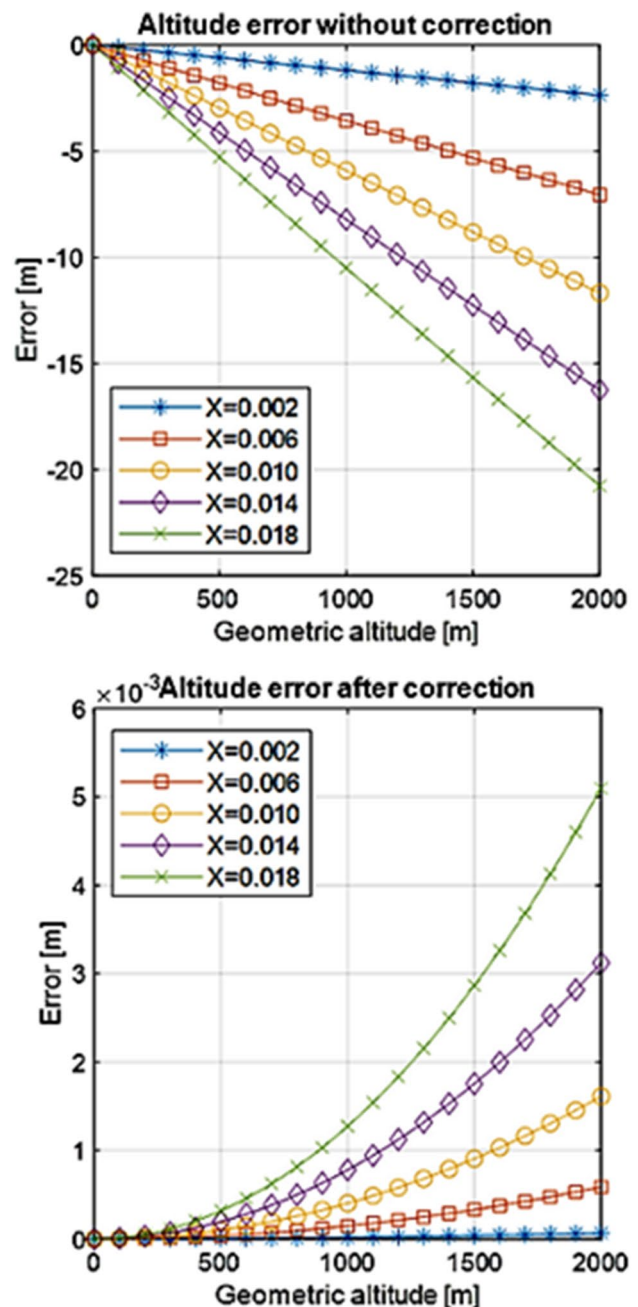 Altitude error without correction
0
-5
-10
-15
-20
-25
Error [m]
X=0.002
X=0.006
X=0.010
X=0.014
X=0.018
0 500 1000 1500 2000
Geometric altitude [m]
×10-3 Altitude error after correction
6
5
4
3
2
1
0
Error [m]
X=0.002
X=0.006
X=0.010
X=0.014
X=0.018
0 500 1000 1500 2000
Geometric altitude [m]